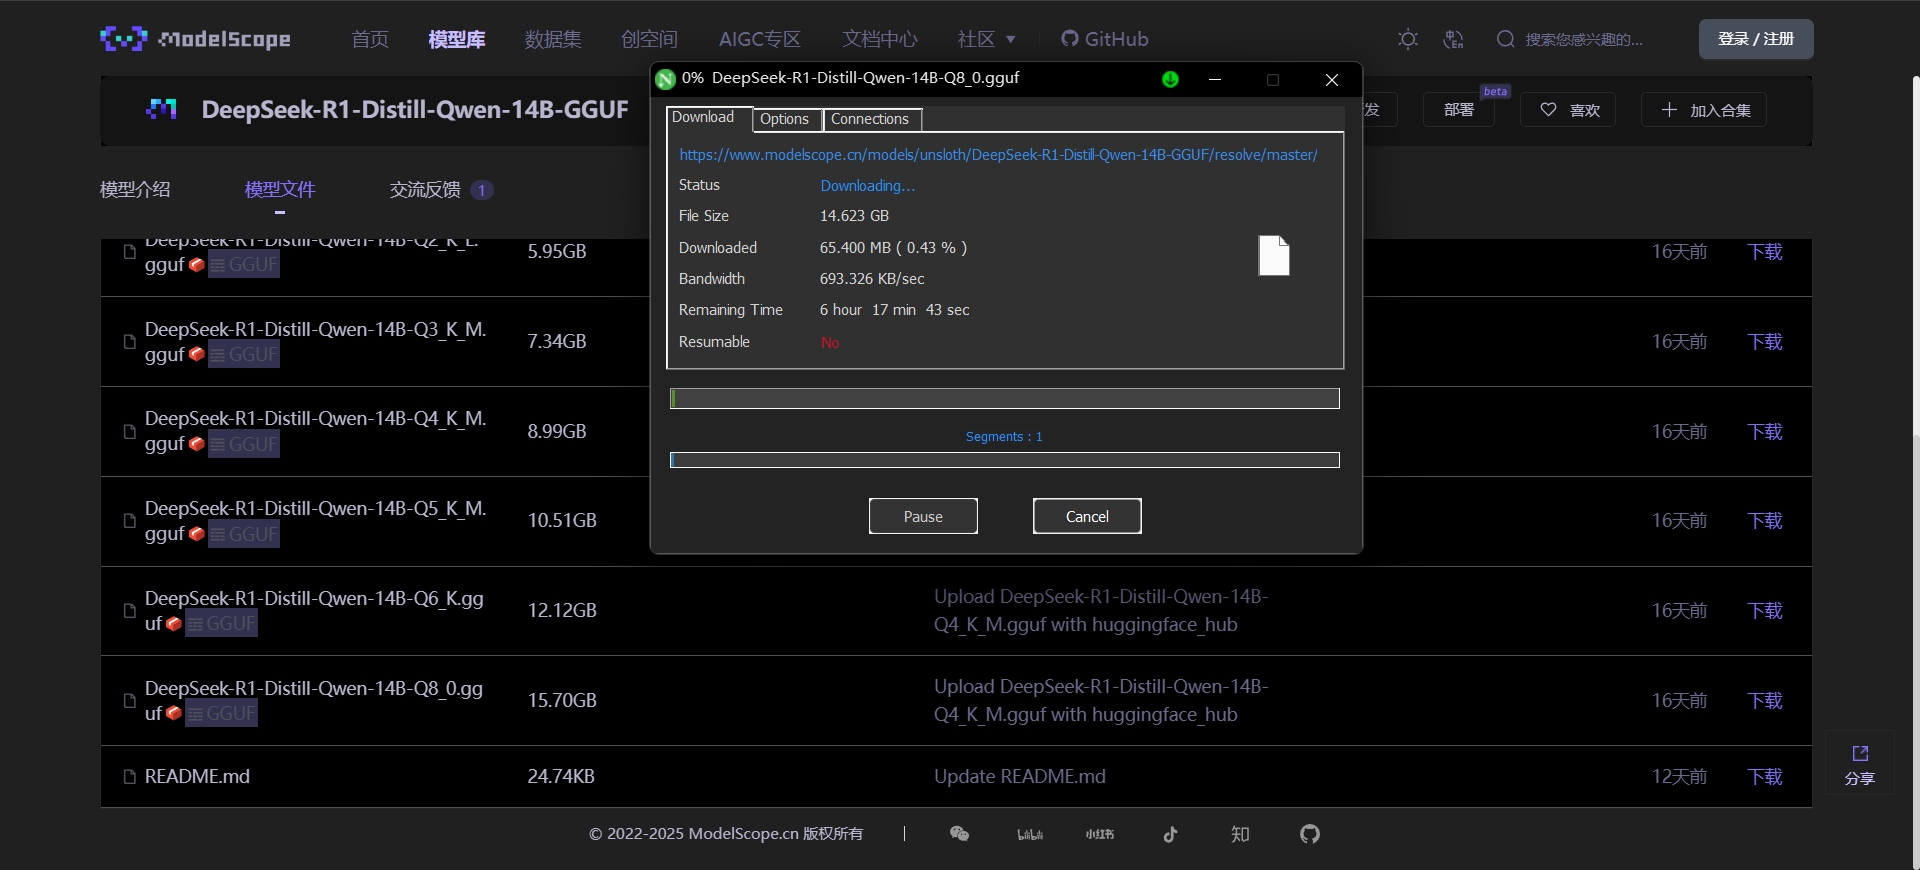 ModelScope
首页
模型库
数据集
创空间
AIGC专区
文档中心
社区
GitHub
搜索您感兴趣的...
登录 / 注册
DeepSeek-R1-Distill-Qwen-14B-GGUF
发
部署
beta
喜欢
加入合集
模型介绍
模型文件
交流反馈 1
0% DeepSeek-R1-Distill-Qwen-14B-Q8_0.gguf
Download
Options
Connections
https://www.modelscope.cn/models/unsloth/DeepSeek-R1-Distill-Qwen-14B-GGUF/resolve/master/
Status Downloading...
File Size 14.623 GB
Downloaded 65.400 MB ( 0.43 % )
Bandwidth 693.326 KB/sec
Remaining Time 6 hour 17 min 43 sec
Resumable No
Segments : 1
Pause
Cancel
DeepSeek-R1-Distill-Qwen-14B-Q2_K_L.
gguf GGUF
5.95GB
16天前
下载
DeepSeek-R1-Distill-Qwen-14B-Q3_K_M.
gguf GGUF
7.34GB
16天前
下载
DeepSeek-R1-Distill-Qwen-14B-Q4_K_M.
gguf GGUF
8.99GB
16天前
下载
DeepSeek-R1-Distill-Qwen-14B-Q5_K_M.
gguf GGUF
10.51GB
16天前
下载
DeepSeek-R1-Distill-Qwen-14B-Q6_K.gg
uf GGUF
12.12GB
Upload DeepSeek-R1-Distill-Qwen-14B-
Q4_K_M.gguf with huggingface_hub
16天前
下载
DeepSeek-R1-Distill-Qwen-14B-Q8_0.gg
uf GGUF
15.70GB
Upload DeepSeek-R1-Distill-Qwen-14B-
Q4_K_M.gguf with huggingface_hub
16天前
下载
README.md
24.74KB
Update README.md
12天前
下载
分享
© 2022-2025 ModelScope.cn 版权所有
bilibili
小红书
知